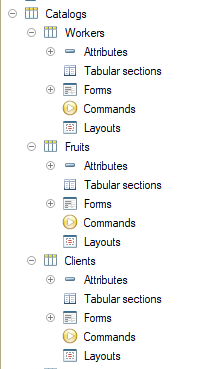 Catalogs
Workers
Attributes
Tabular sections
Forms
Commands
Layouts
Fruits
Attributes
Tabular sections
Forms
Commands
Layouts
Clients
Attributes
Tabular sections
Forms
Commands
Layouts